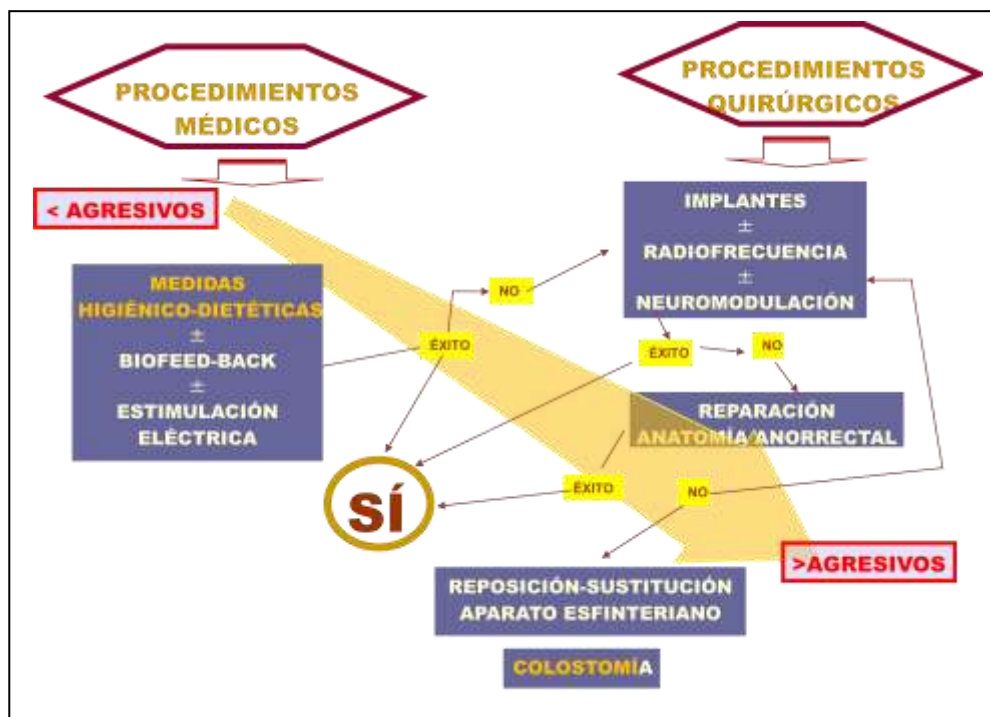 PROCEDIMIENTOS
MÉDICOS
PROCEDIMIENTOS
QUIRÚRGICOS
< AGRESIVOS
IMPLANTES
±
RADIOFRECUENCIA
±
NEUROMODULACIÓN
MEDIDAS
HIGIÉNICO-DIETÉTICAS
±
BIOFEED-BACK
±
ESTIMULACIÓN
ELÉCTRICA
NO
ÉXITO
ÉXITO
NO
REPARACIÓN
ANATOMÍA/ANORRECTAL
SÍ
ÉXITO
NO
>AGRESIVOS
REPOSICIÓN-SUSTITUCIÓN
APARATO ESFINTERIANO
COLOSTOMÍA